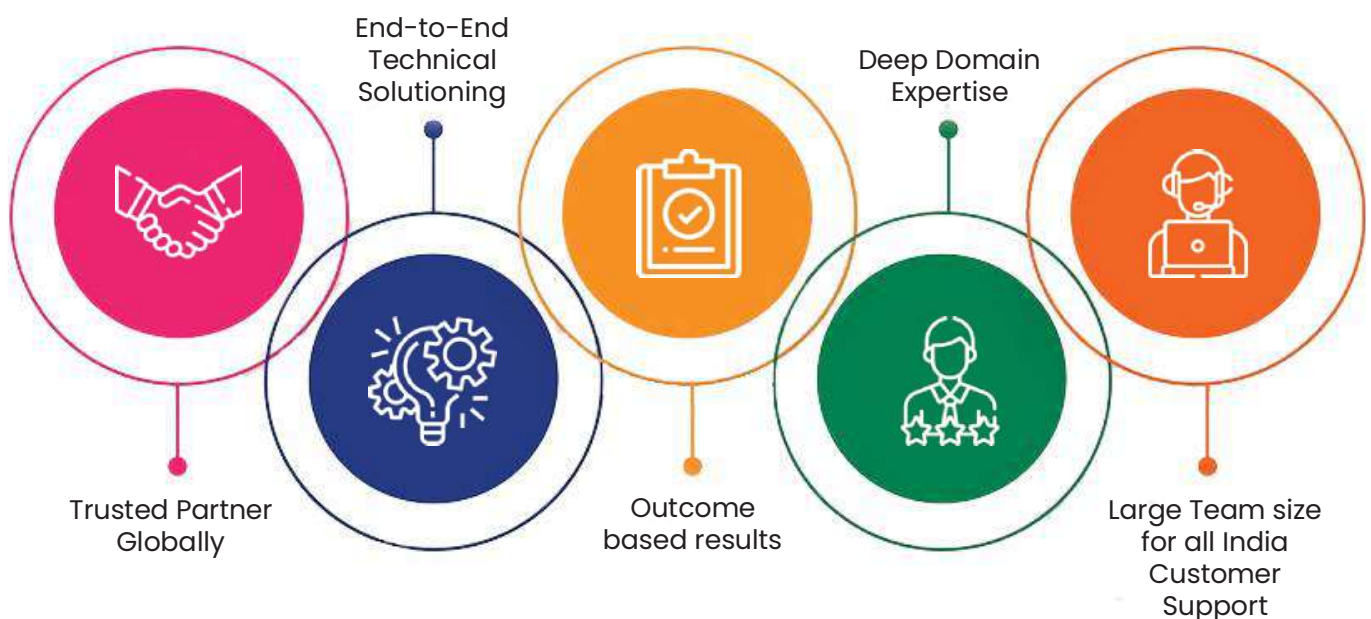 End-to-End
Technical
Solutioning
Deep Domain
Expertise
Trusted Partner
Globally
Outcome
based results
Large Team size
for all India
Customer
Support